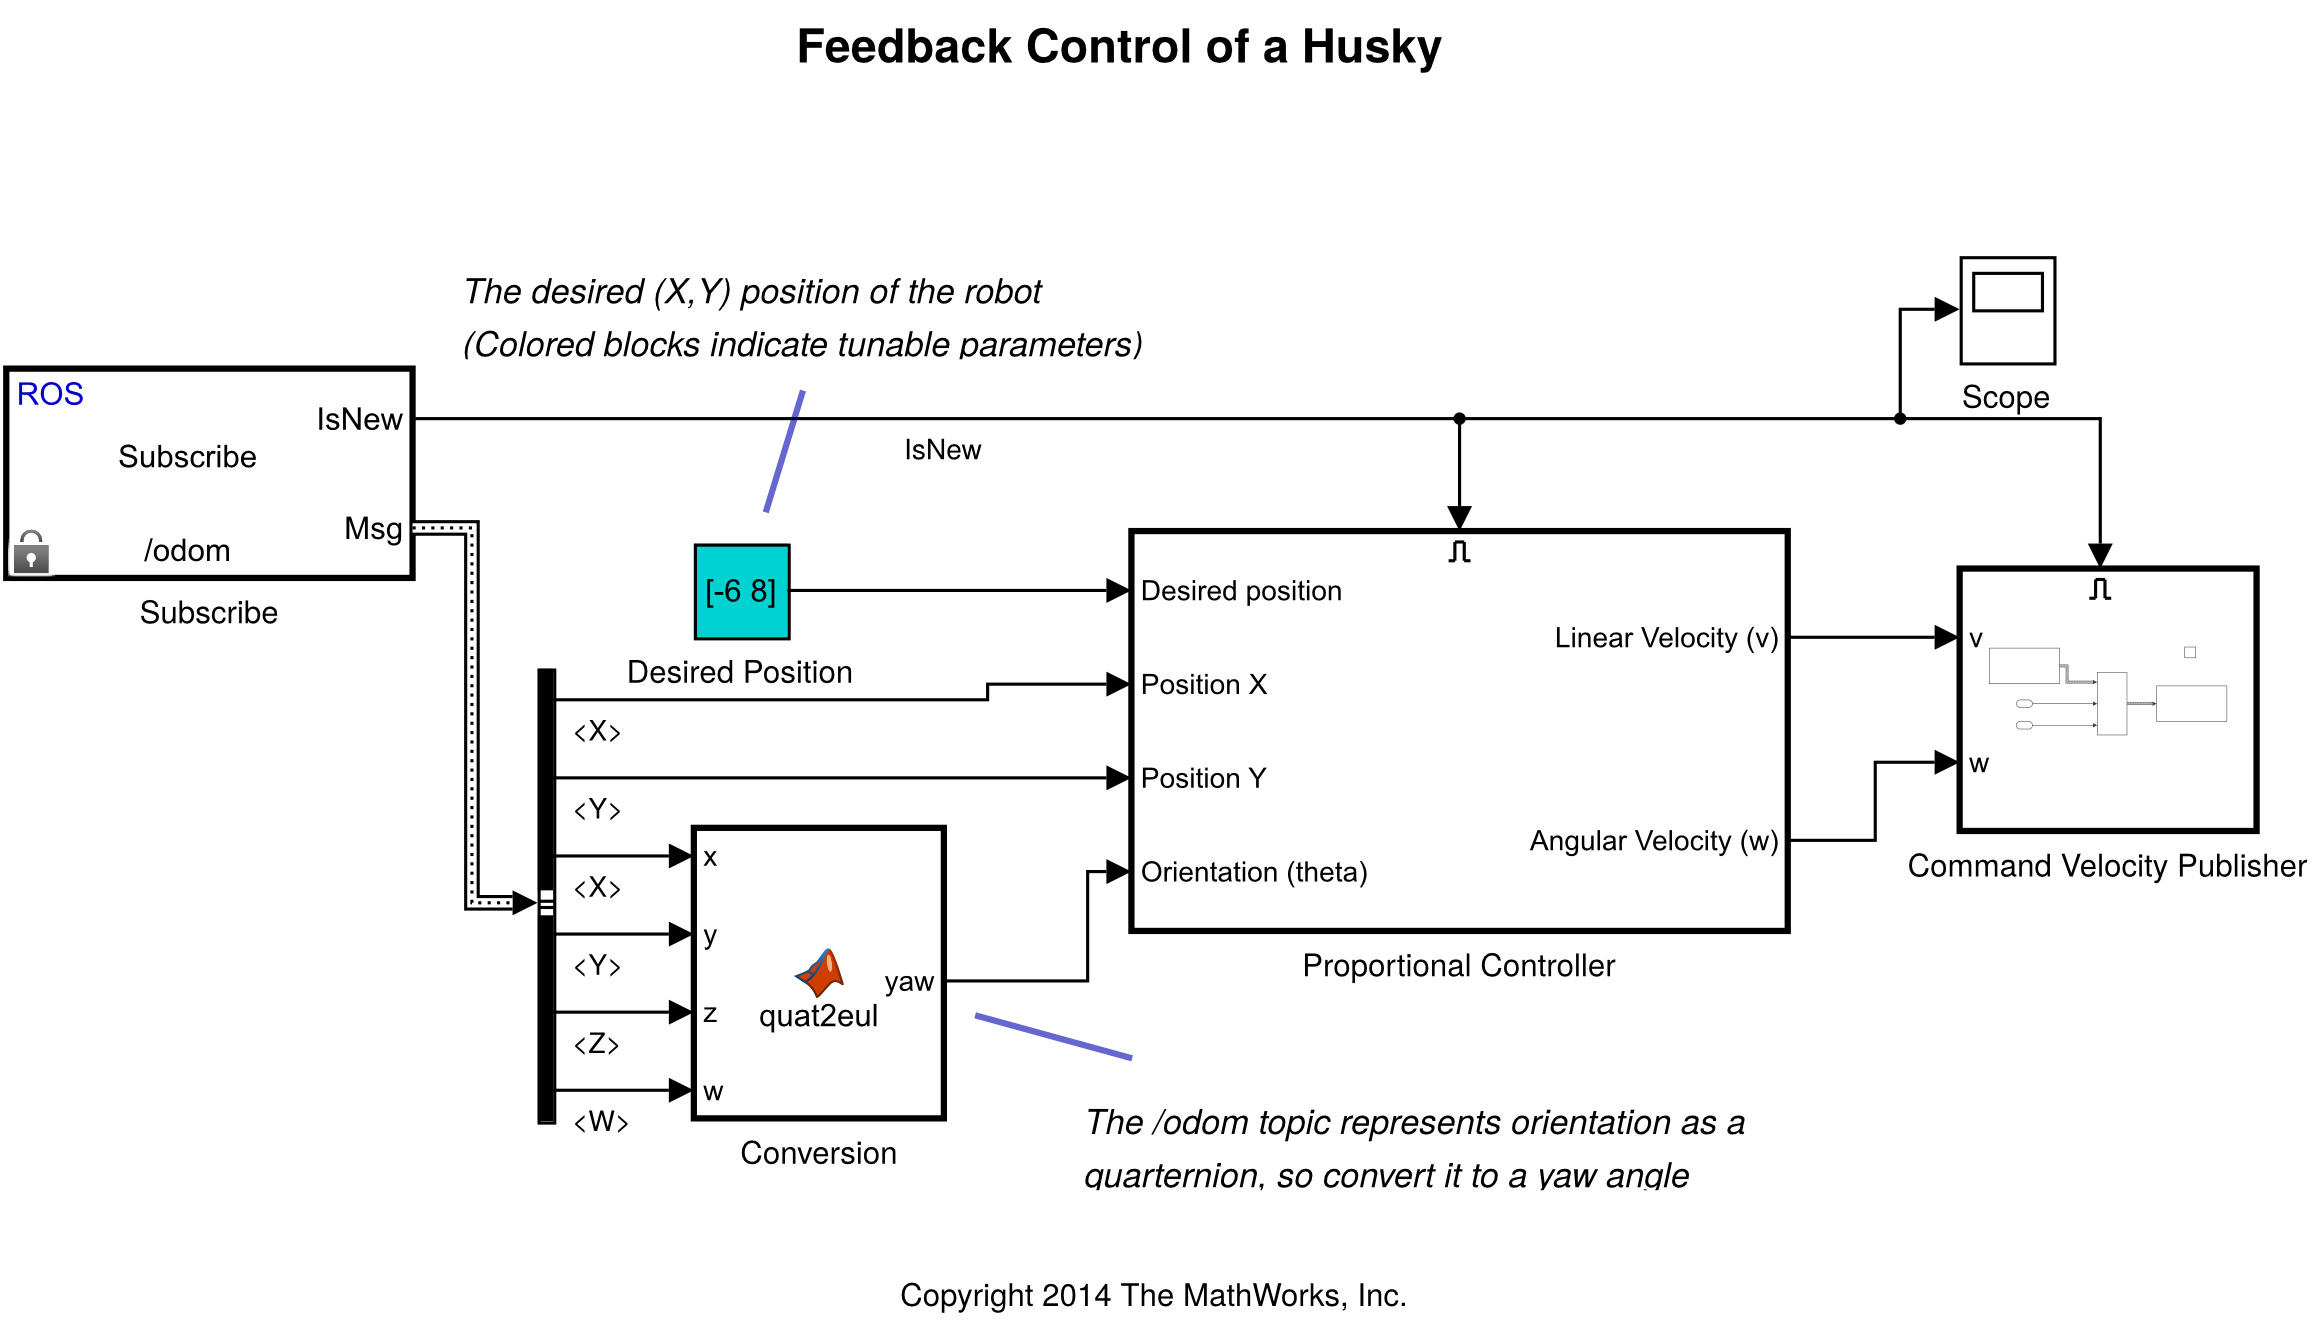 Feedback Control of a Husky
The desired (X,Y) position of the robot
(Colored blocks indicate tunable parameters)
ROS
IsNew
Subscribe
Msg
/odom
Subscribe
IsNew
Scope
[-6 8]
Desired Position
<X>
<Y>
<X>
<Y>
<Z>
<W>
x
y
z
w
quat2eul
yaw
Conversion
Desired position
Position X
Position Y
Orientation (theta)
Linear Velocity (v)
Angular Velocity (w)
Proportional Controller
v
w
Command Velocity Publisher
The /odom topic represents orientation as a
quarternion, so convert it to a yaw angle
Copyright 2014 The MathWorks, Inc.